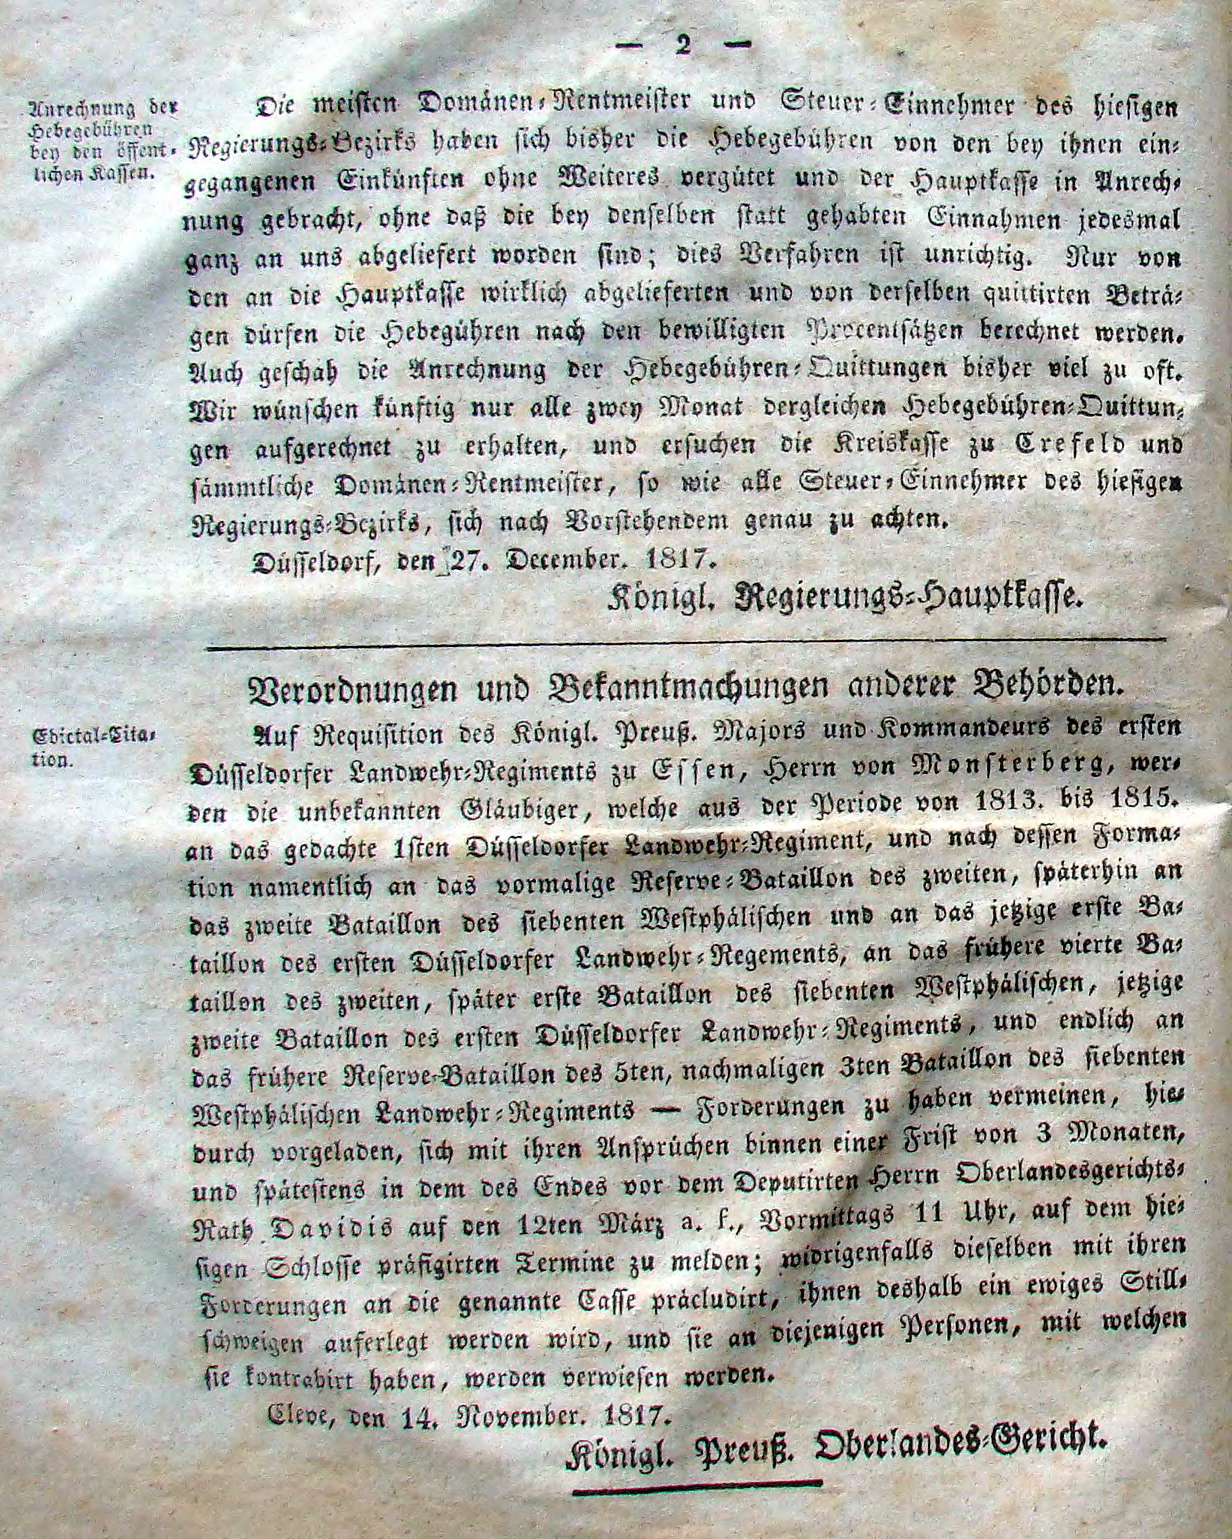 — 2 —
Anrechnung der
Hebegebühren
bey den öffent-
lichen Kassen.
Die meisten Domänen-Rentmeister und Steuer-Einnehmer des hiesigen
Regierungs-Bezirks haben sich bisher die Hebegebühren von den bey ihnen ein-
gegangenen Einkünften ohne Weiteres vergütet und der Hauptkasse in Anrech-
nung gebracht, ohne daß die bey denselben statt gehabten Einnahmen jedesmal
ganz an uns abgeliefert worden sind; dies Verfahren ist unrichtig. Nur von
den an die Hauptkasse wirklich abgelieferten und von derselben quittirten Beträ-
gen dürfen die Hebegühren nach den bewilligten Procentsätzen berechnet werden.
Auch geschah die Anrechnung der Hebegebühren-Quittungen bisher viel zu oft.
Wir wünschen künftig nur alle zwey Monat dergleichen Hebegebühren-Quittun-
gen aufgerechnet zu erhalten, und ersuchen die Kreiskasse zu Crefeld und
sämmtliche Domänen-Rentmeister, so wie alle Steuer-Einnehmer des hiesigen
Regierungs-Bezirks, sich nach Vorstehendem genau zu achten.
Düsseldorf, den 27. December. 1817.
Königl. Regierungs-Hauptkasse.
Verordnungen und Bekanntmachungen anderer Behörden.
Edictal-Cita-
tion.
Auf Requisition des Königl. Preuß. Majors und Kommandeurs des ersten
Düsseldorfer Landwehr-Regiments zu Essen, Herrn von Monsterberg, wer-
den die unbekannten Gläubiger, welche aus der Periode von 1813. bis 1815.
an das gedachte 1sten Düsseldorfer Landwehr-Regiment, und nach dessen Forma-
tion namentlich an das vormalige Reserve-Bataillon des zweiten, späterhin an
das zweite Bataillon des siebenten Westphälischen und an das jetzige erste Ba-
taillon des ersten Düsseldorfer Landwehr-Regements, an das frühere vierte Ba-
taillon des zweiten, später erste Bataillon des siebenten Westphälischen, jetzige
zweite Bataillon des ersten Düsseldorfer Landwehr-Regiments, und endlich an
das frühere Reserve-Bataillon des 5ten, nachmaligen 3ten Bataillon des siebenten
Westphälischen Landwehr-Regiments — Forderungen zu haben vermeinen, hie-
durch vorgeladen, sich mit ihren Ansprüchen binnen einer Frist von 3 Monaten,
und spätestens in dem des Endes vor dem Deputirten Herrn Oberlandesgerichts-
Rath Davidis auf den 12ten März a. f., Vormittags 11 Uhr, auf dem hie-
sigen Schlosse präfigirten Termine zu melden; widrigenfalls dieselben mit ihren
Forderungen an die genannte Casse präcludirt, ihnen deshalb ein ewiges Still-
schweigen auferlegt werden wird, und sie an diejenigen Personen, mit welchen
sie kontrahirt haben, werden verwiesen werden.
Cleve, den 14. November. 1817.
Königl. Preuß. Oberlandes-Gericht.